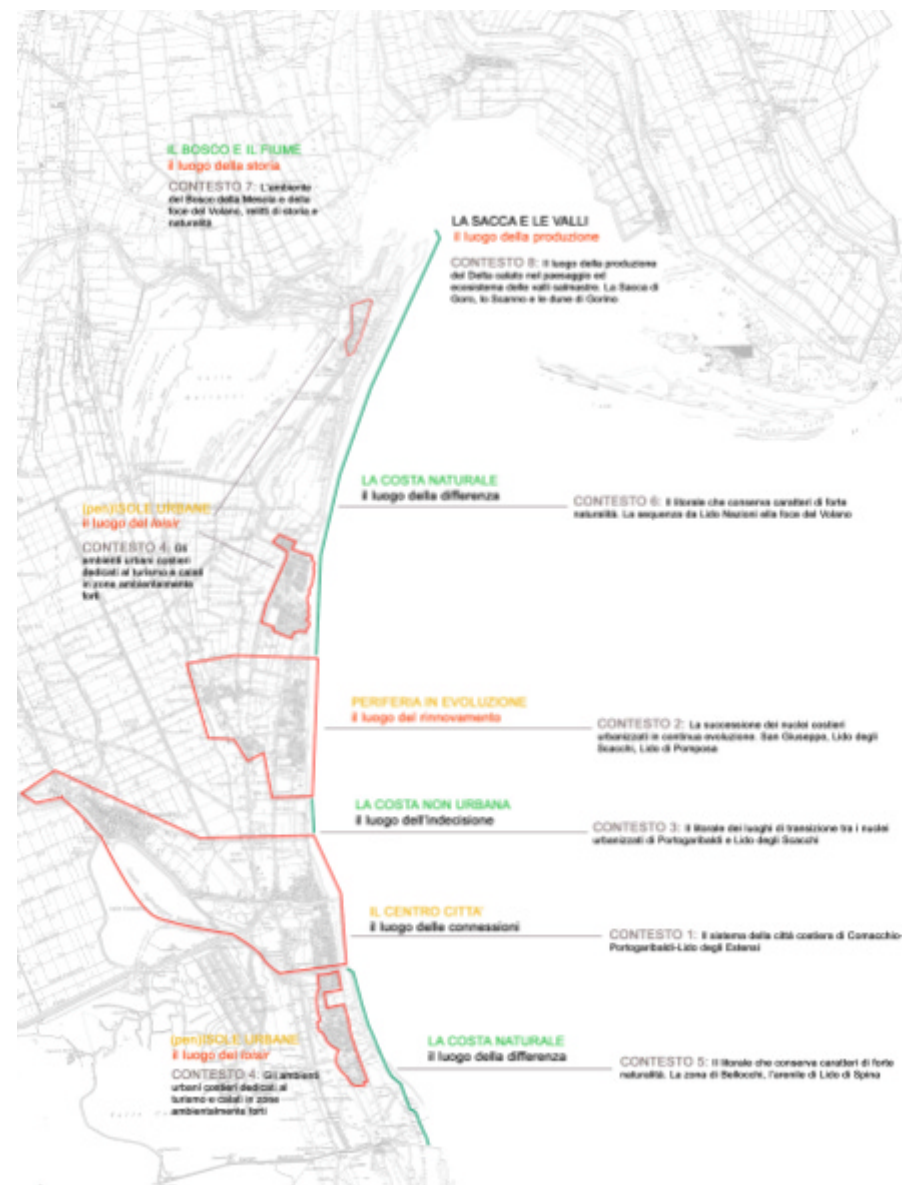 IL BOSCO E IL FIUME
il luogo della storia
CONTESTO 7: L'ambiente
del Bosco della Mesola e della
foce del Volano, relitti di storia e
naturalità
LA SACCA E LE VALLI
il luogo della produzione
CONTESTO 8: Il luogo della produzione
del Delta calato nel paesaggio ed
ecosistema delle valli salmastre. La Sacca di
Goro, lo Scanno e le dune di Gorino
LA COSTA NATURALE
il luogo della differenza
CONTESTO 6: Il litorale che conserva caratteri di forte
naturalità. La sequenza da Lido Nazioni alla foce del Volano
(pen)ISOLE URBANE
il luogo del loisir
CONTESTO 4: Gli
ambienti urbani costieri
dedicati al turismo e calati
in zone ambientalmente
forti
PERIFERIA IN EVOLUZIONE
il luogo del rinnovamento
CONTESTO 2: La successione dei nuclei costieri
urbanizzati in continua evoluzione. San Giuseppe, Lido degli
Scacchi, Lido di Pomposa
LA COSTA NON URBANA
il luogo dell'indecisione
CONTESTO 3: Il litorale dei luoghi di transizione tra i nuclei
urbanizzati di Portogaribaldi e Lido degli Scacchi
IL CENTRO CITTA'
il luogo delle connessioni
CONTESTO 1: Il sistema della città costiera di Comacchio-
Portogaribaldi-Lido degli Estensi
(pen)ISOLE URBANE
il luogo del loisir
CONTESTO 4: Gli ambienti
urbani costieri dedicati al
turismo e calati in zone
ambientalmente forti
LA COSTA NATURALE
il luogo della differenza
CONTESTO 5: Il litorale che conserva caratteri di forte
naturalità. La zona di Bellocchi, l'arenile di Lido di Spina